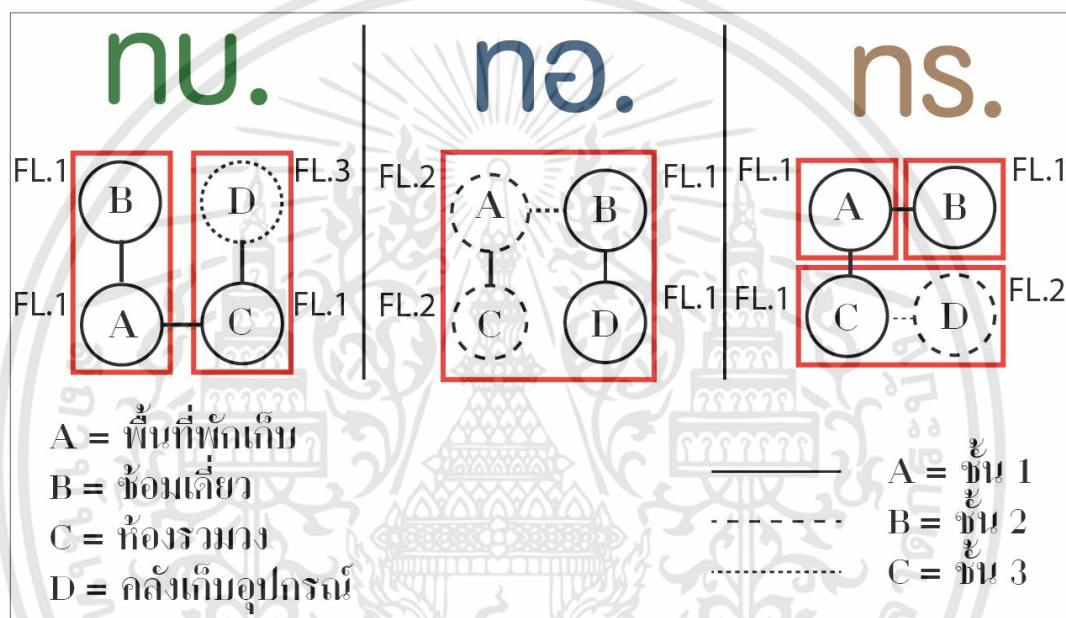 ทบ. ทอ. ทร.
FL.1 B D FL.3 FL.2 A B FL.1 FL.1 A B FL.1
FL.1 A C FL.1 FL.2 C D FL.1 FL.1 C D FL.2
A = พื้นที่พักเก็บ
B = ซ้อมเดี่ยว
C = ห้องรวมวง
D = คลังเก็บอุปกรณ์
A = ชั้น 1
B = ชั้น 2
C = ชั้น 3